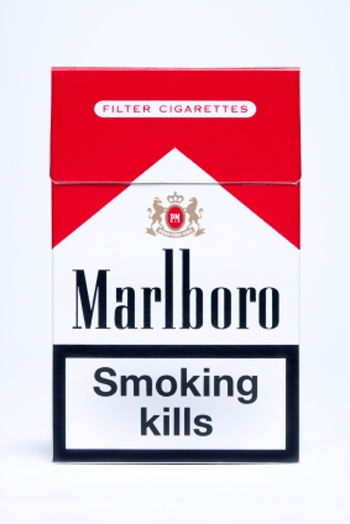 FILTER CIGARETTES
PM
Marlboro
Smoking
kills